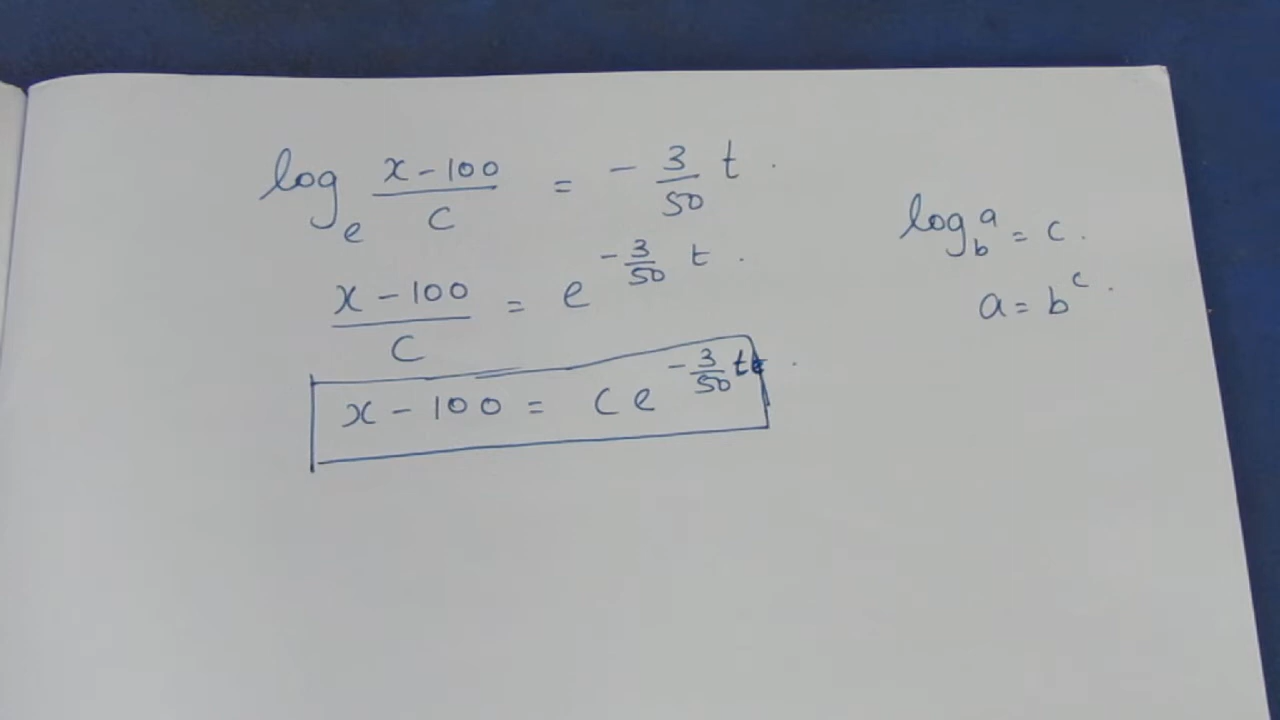 log_e (x - 100)/C = - 3/50 t .
(x - 100)/C = e^(- 3/50 t) .
x - 100 = C e^(- 3/50 t) .
log_b a = c .
a = b^c .